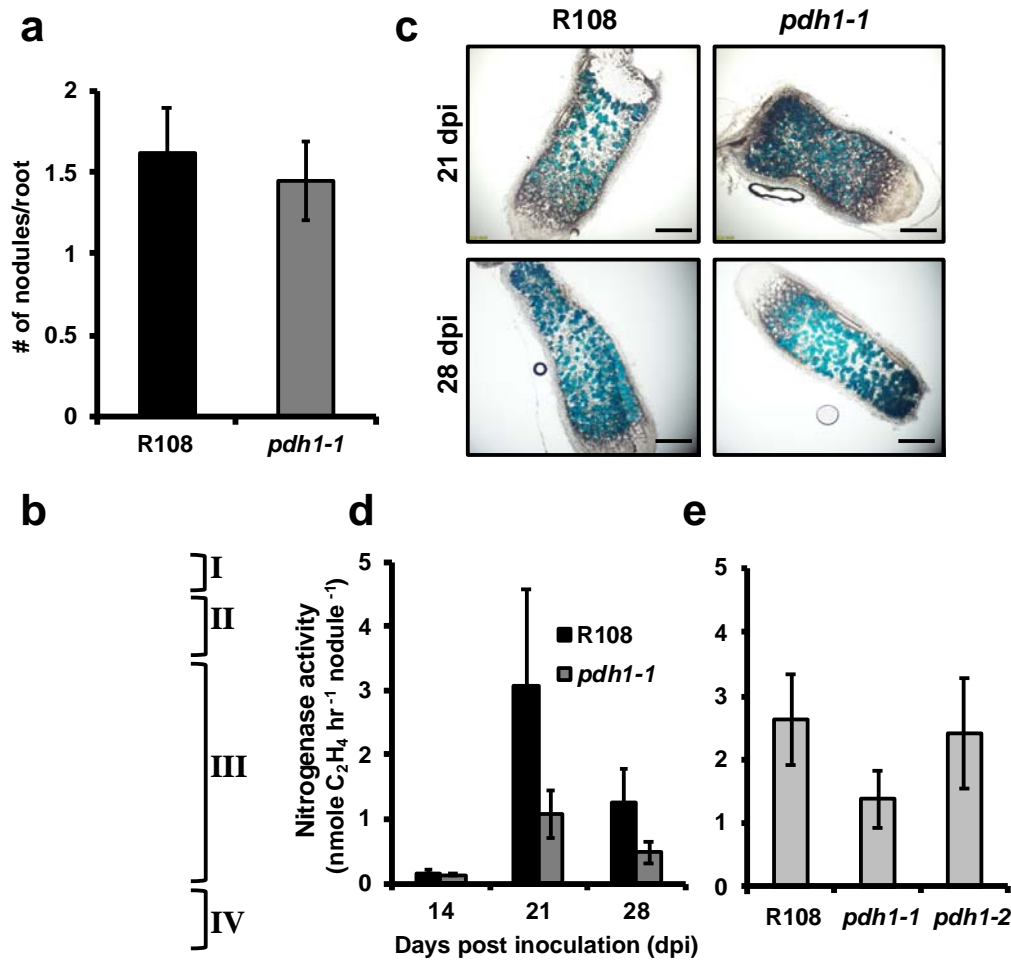 a
# of nodules/root
2
1.5
1
0.5
0
R108
pdh1-1
c
R108
pdh1-1
21 dpi
28 dpi
b
I
II
III
IV
d
Nitrogenase activity
(nmole C₂H₄ hr⁻¹ nodule⁻¹)
5
4
3
2
1
0
R108
pdh1-1
14
21
28
Days post inoculation (dpi)
e
5
4
3
2
1
0
R108
pdh1-1
pdh1-2